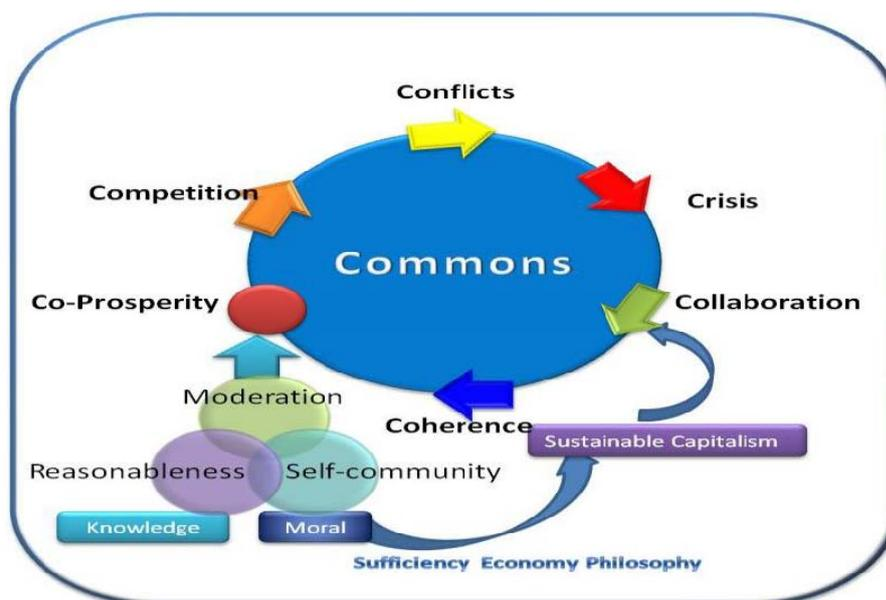 Conflicts
Competition
Crisis
Commons
Co-Prosperity
Collaboration
Moderation
Coherence
Sustainable Capitalism
Reasonableness
Self-community
Knowledge
Moral
Sufficiency Economy Philosophy